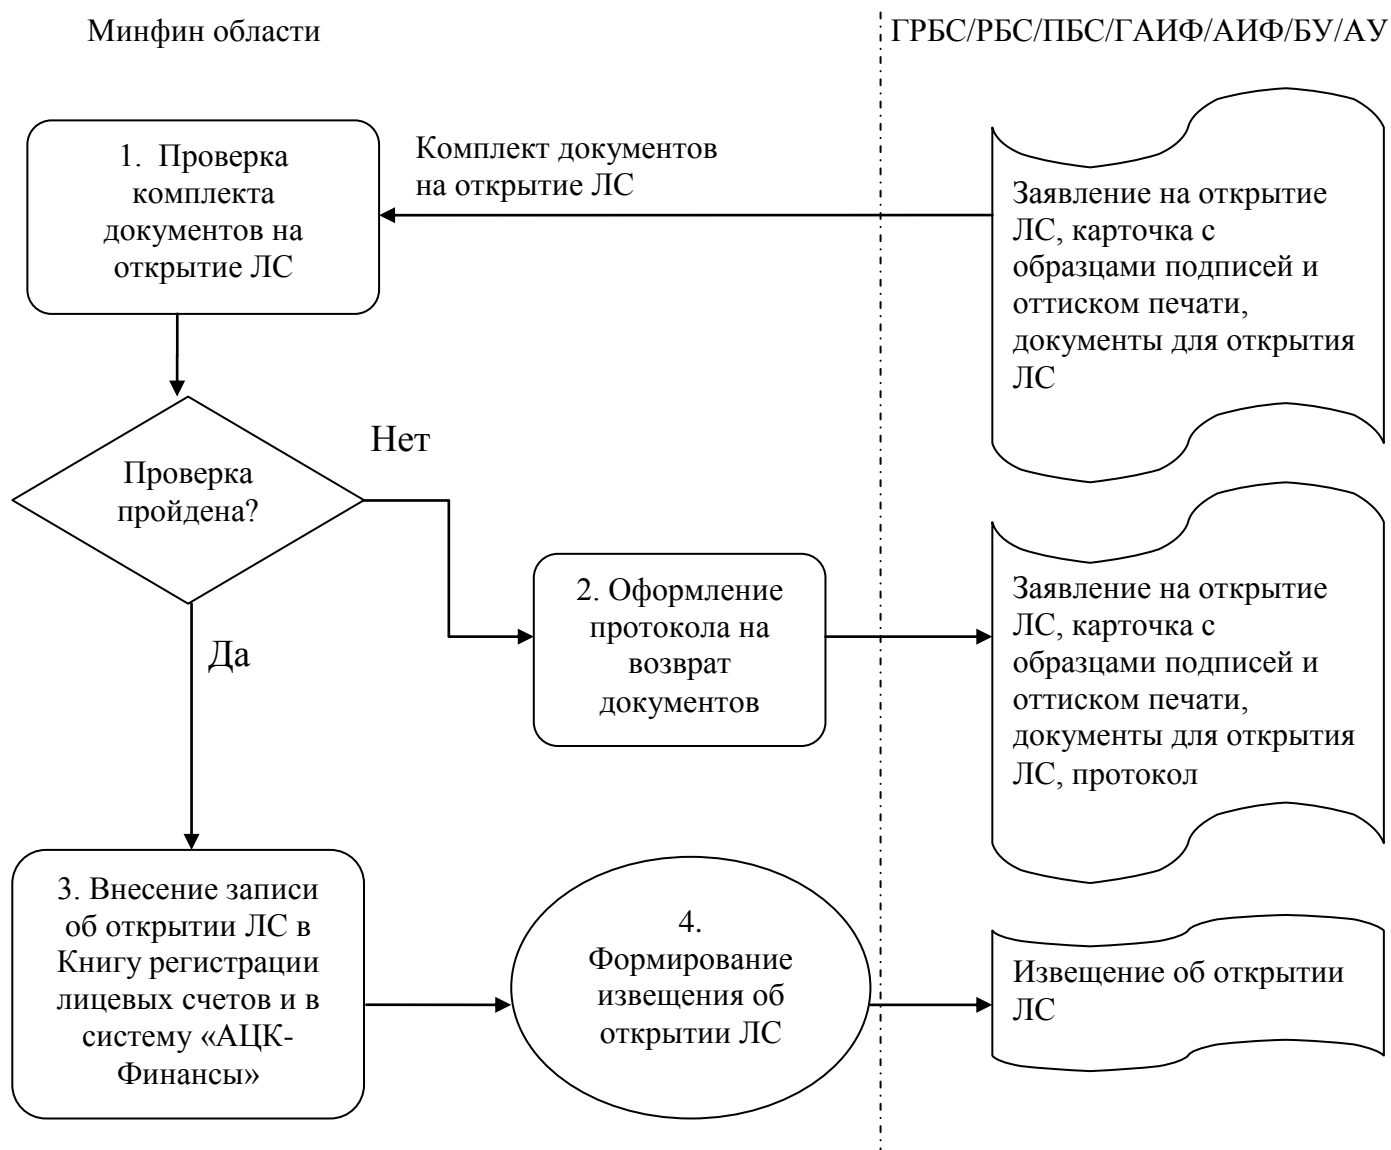 Минфин области
ГРБС/РБС/ПБС/ГАИФ/АИФ/БУ/АУ
1. Проверка
комплекта
документов на
открытие ЛС
Комплект документов
на открытие ЛС
Заявление на открытие
ЛС, карточка с
образцами подписей и
оттиском печати,
документы для открытия
ЛС
Проверка
пройдена?
Нет
Да
2. Оформление
протокола на
возврат
документов
Заявление на открытие
ЛС, карточка с
образцами подписей и
оттиском печати,
документы для открытия
ЛС, протокол
3. Внесение записи
об открытии ЛС в
Книгу регистрации
лицевых счетов и в
систему «АЦК-
Финансы»
4.
Формирование
извещения об
открытии ЛС
Извещение об открытии
ЛС